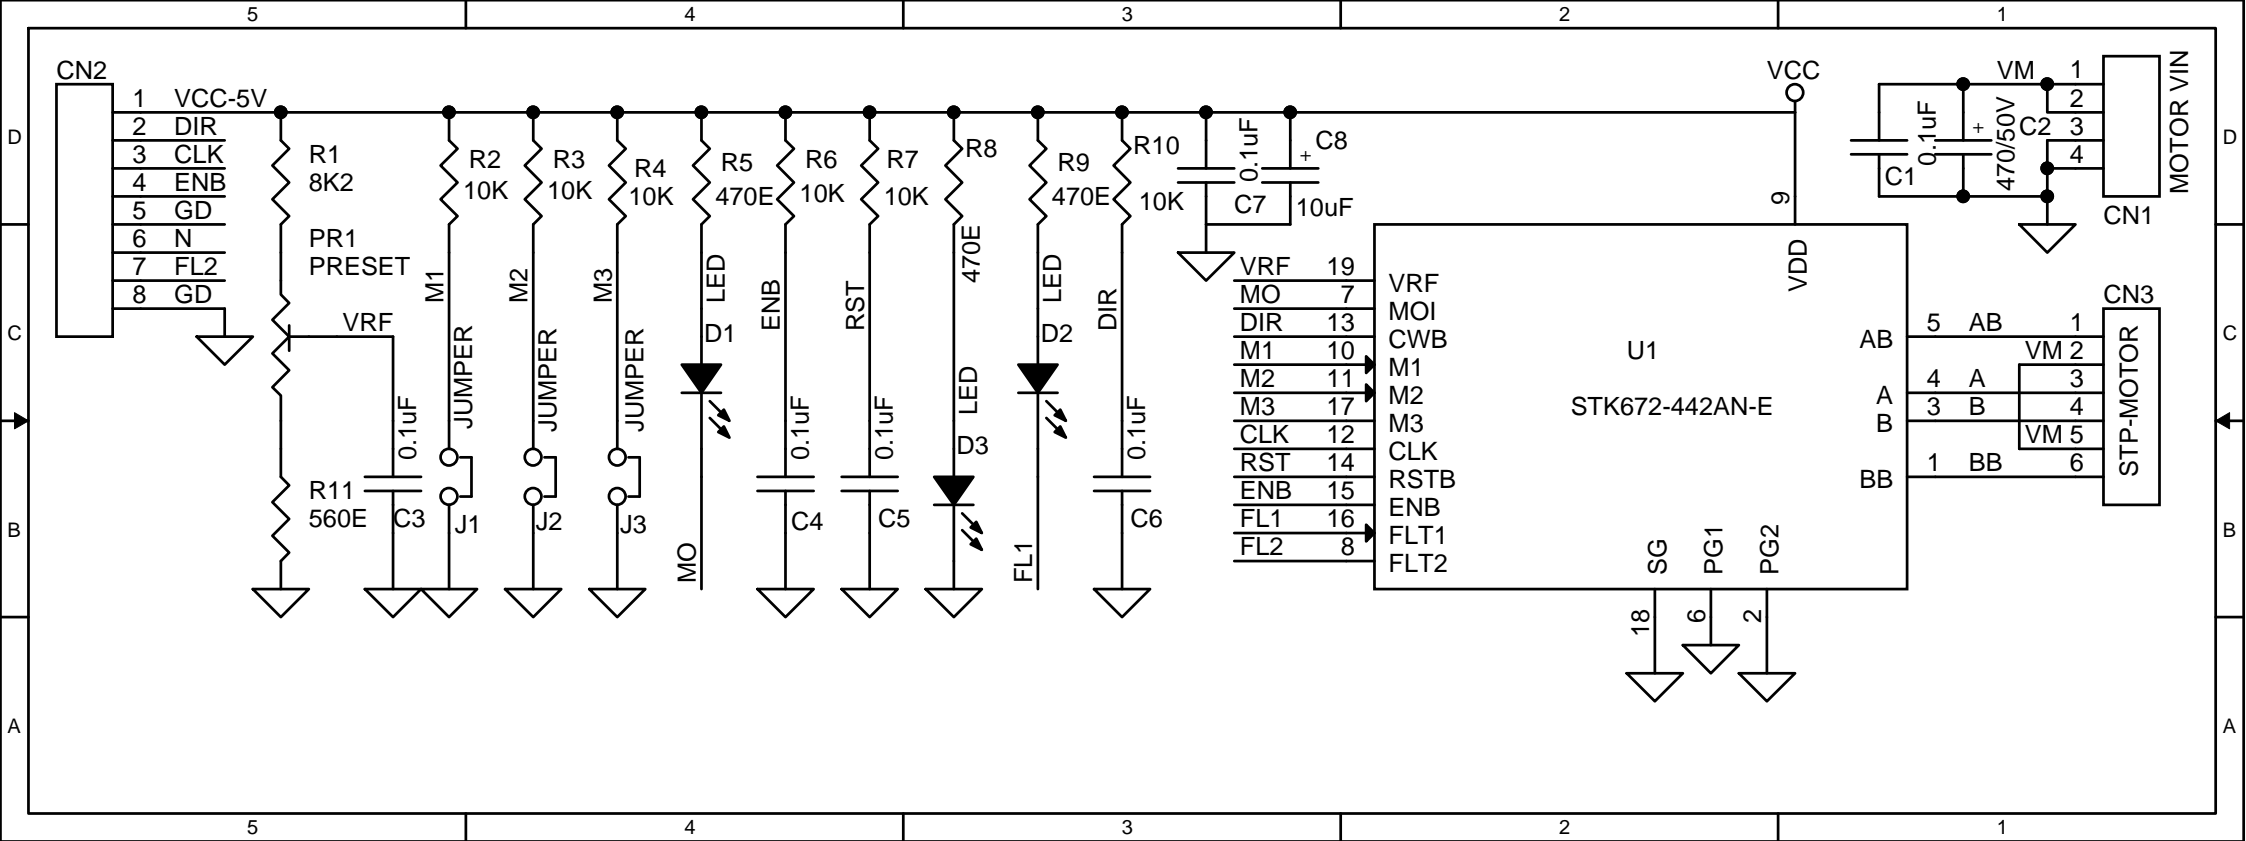 5 4 3 2 1
D
C
B
A
CN2
1 VCC-5V
2 DIR
3 CLK
4 ENB
5 GD
6 N
7 FL2
8 GD
R1
8K2
PR1
PRESET
VRF
R11
560E
0.1uF
C3
R2
10K
M1
JUMPER
J1
R3
10K
M2
JUMPER
J2
R4
10K
M3
JUMPER
J3
R5
470E
LED
D1
MO
R6
10K
ENB
0.1uF
C4
R7
10K
RST
0.1uF
C5
R8
470E
LED
D3
R9
470E
LED
D2
FL1
R10
10K
DIR
0.1uF
C6
0.1uF
C7
+
C8
10uF
VCC
9
VDD
VRF 19 VRF
MO 7 MOI
DIR 13 CWB
M1 10 M1
M2 11 M2
M3 17 M3
CLK 12 CLK
RST 14 RSTB
ENB 15 ENB
FL1 16 FLT1
FL2 8 FLT2
U1
STK672-442AN-E
SG
PG1
PG2
18
6
2
AB 5 AB 1
VM 2
A 4 A 3
B 3 B 4
VM 5
BB 1 BB 6
CN3
STP-MOTOR
VM 1
2
3
4
MOTOR VIN
CN1
0.1uF
C1
+
470/50V
C2
D
C
B
A
5 4 3 2 1